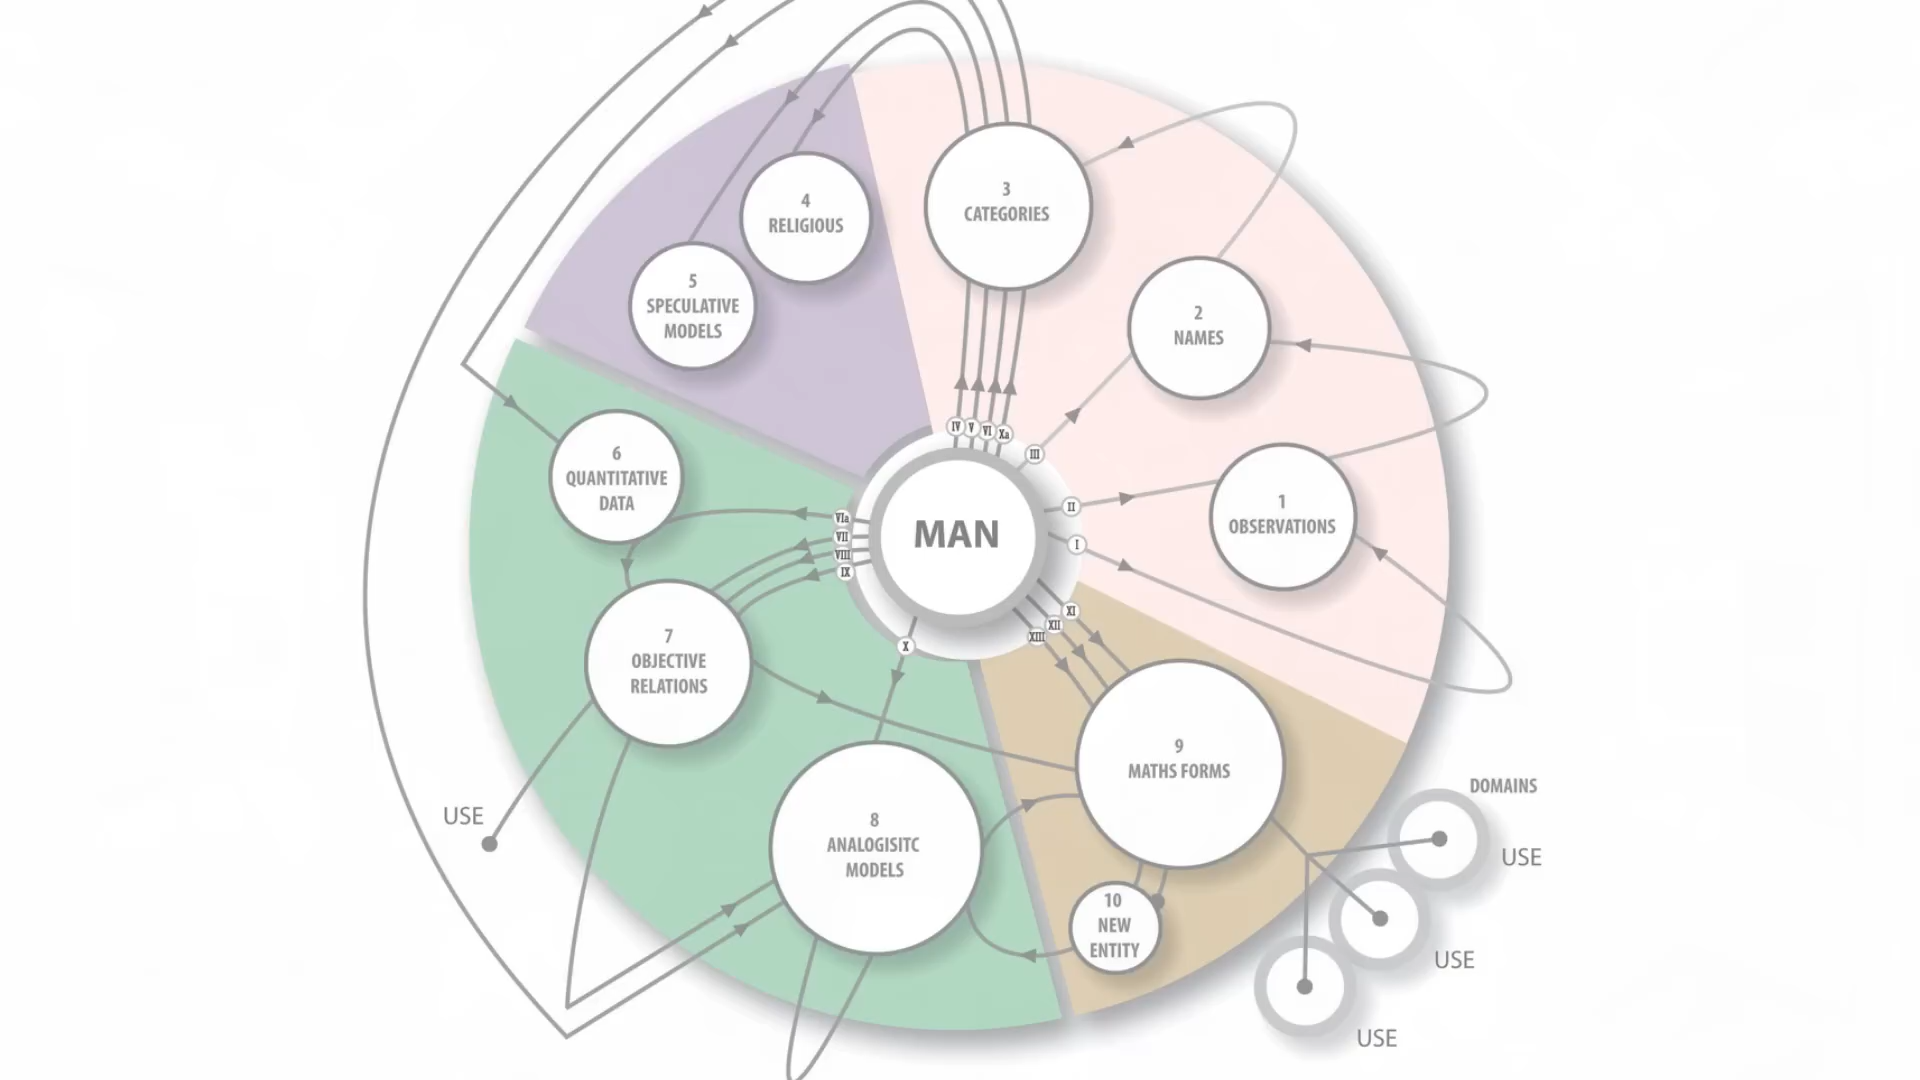 3
CATEGORIES
4
RELIGIOUS
5
SPECULATIVE
MODELS
2
NAMES
6
QUANTITATIVE
DATA
IV
V
VI
Xa
III
1
OBSERVATIONS
II
I
MAN
VIa
VII
VIII
IX
X
XI
XII
XIII
7
OBJECTIVE
RELATIONS
9
MATHS FORMS
8
ANALOGISITC
MODELS
USE
DOMAINS
USE
10
NEW
ENTITY
USE
USE